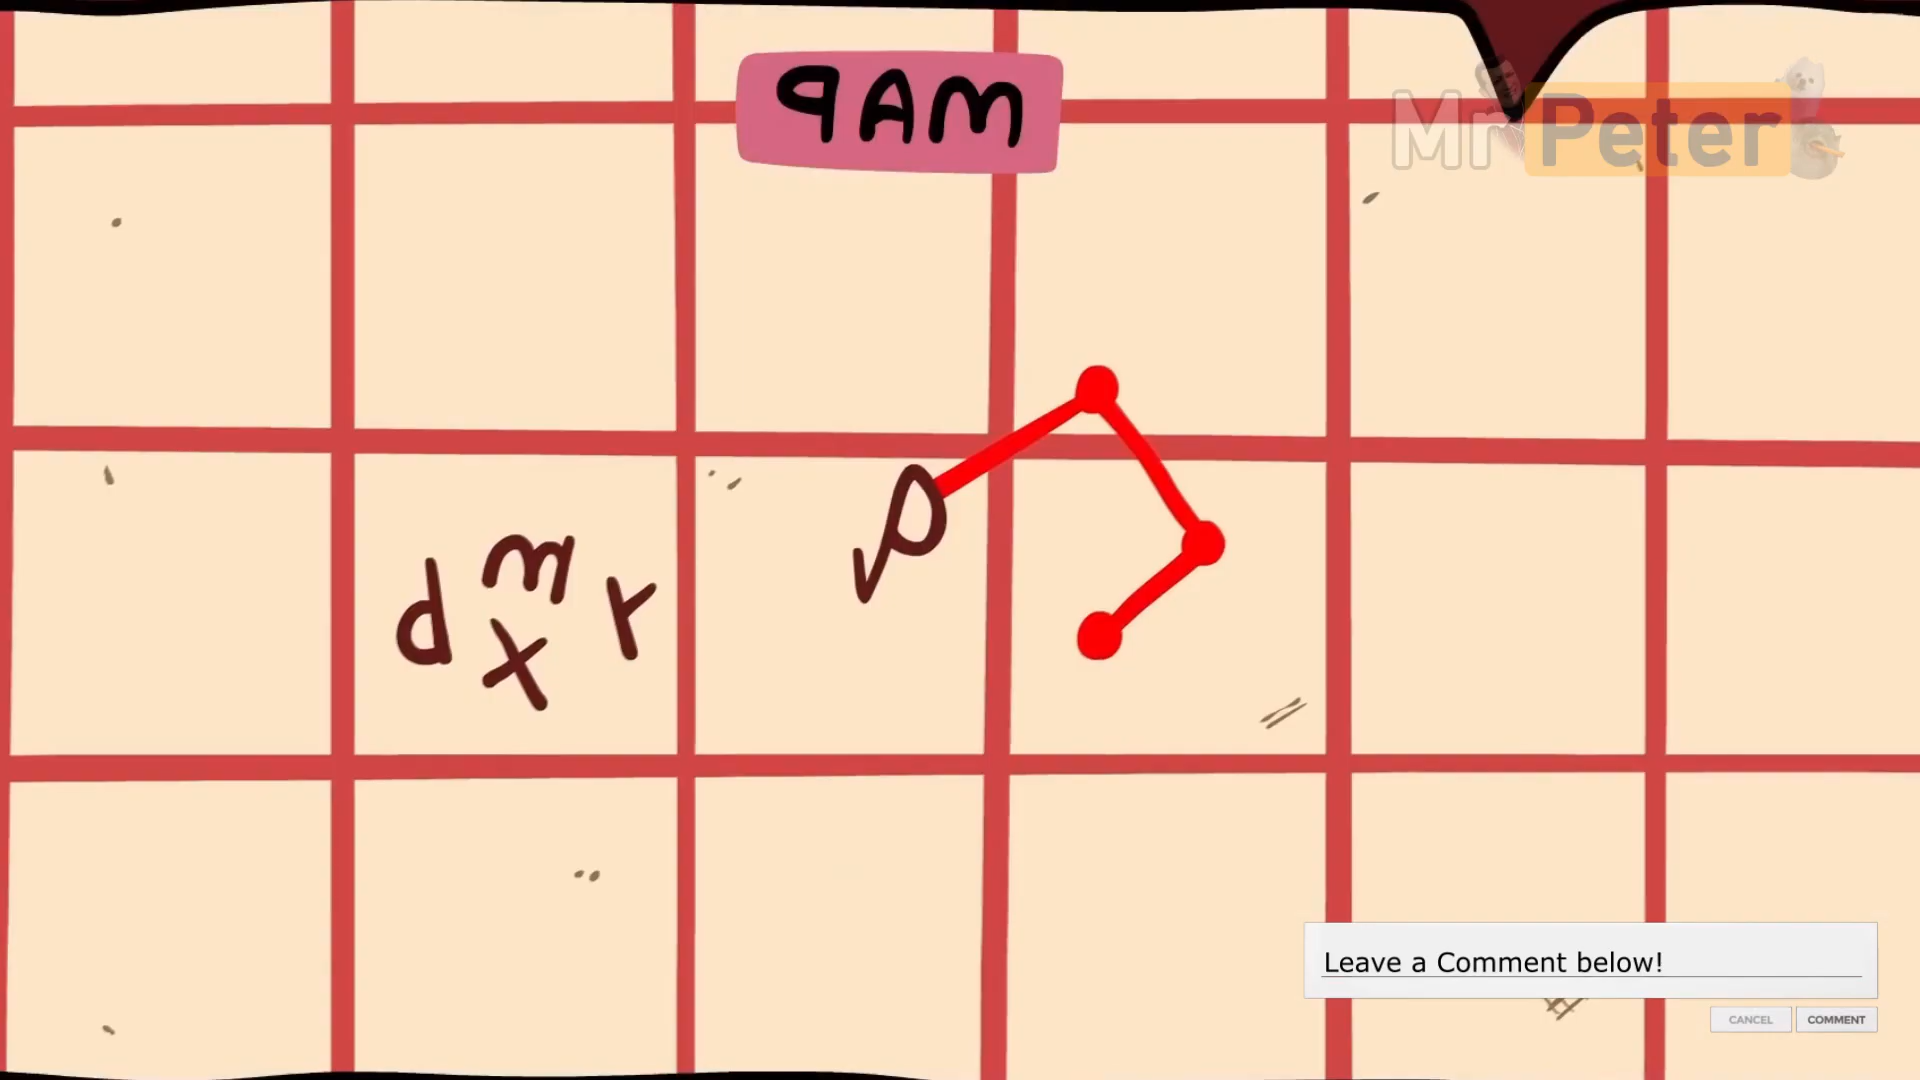 9AM
Mr Peter
m
d r
x
Leave a Comment below!
CANCEL COMMENT